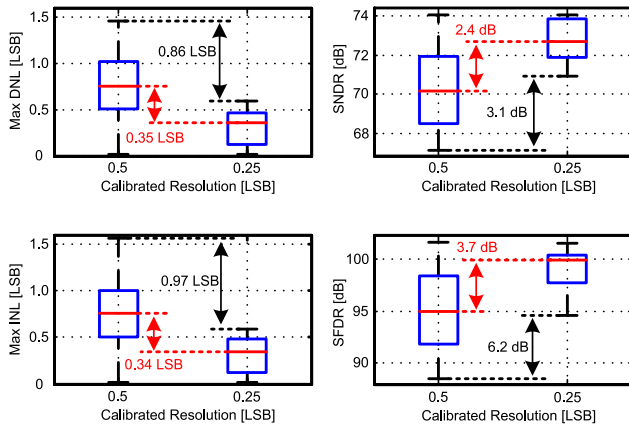 Max DNL [LSB]
1.5
1.0
0.5
0
0.86 LSB
0.35 LSB
0.5
0.25
Calibrated Resolution [LSB]
SNDR [dB]
74
72
70
68
2.4 dB
3.1 dB
0.5
0.25
Calibrated Resolution [LSB]
Max INL [LSB]
1.5
1.0
0.5
0
0.97 LSB
0.34 LSB
0.5
0.25
Calibrated Resolution [LSB]
SFDR [dB]
100
95
90
3.7 dB
6.2 dB
0.5
0.25
Calibrated Resolution [LSB]